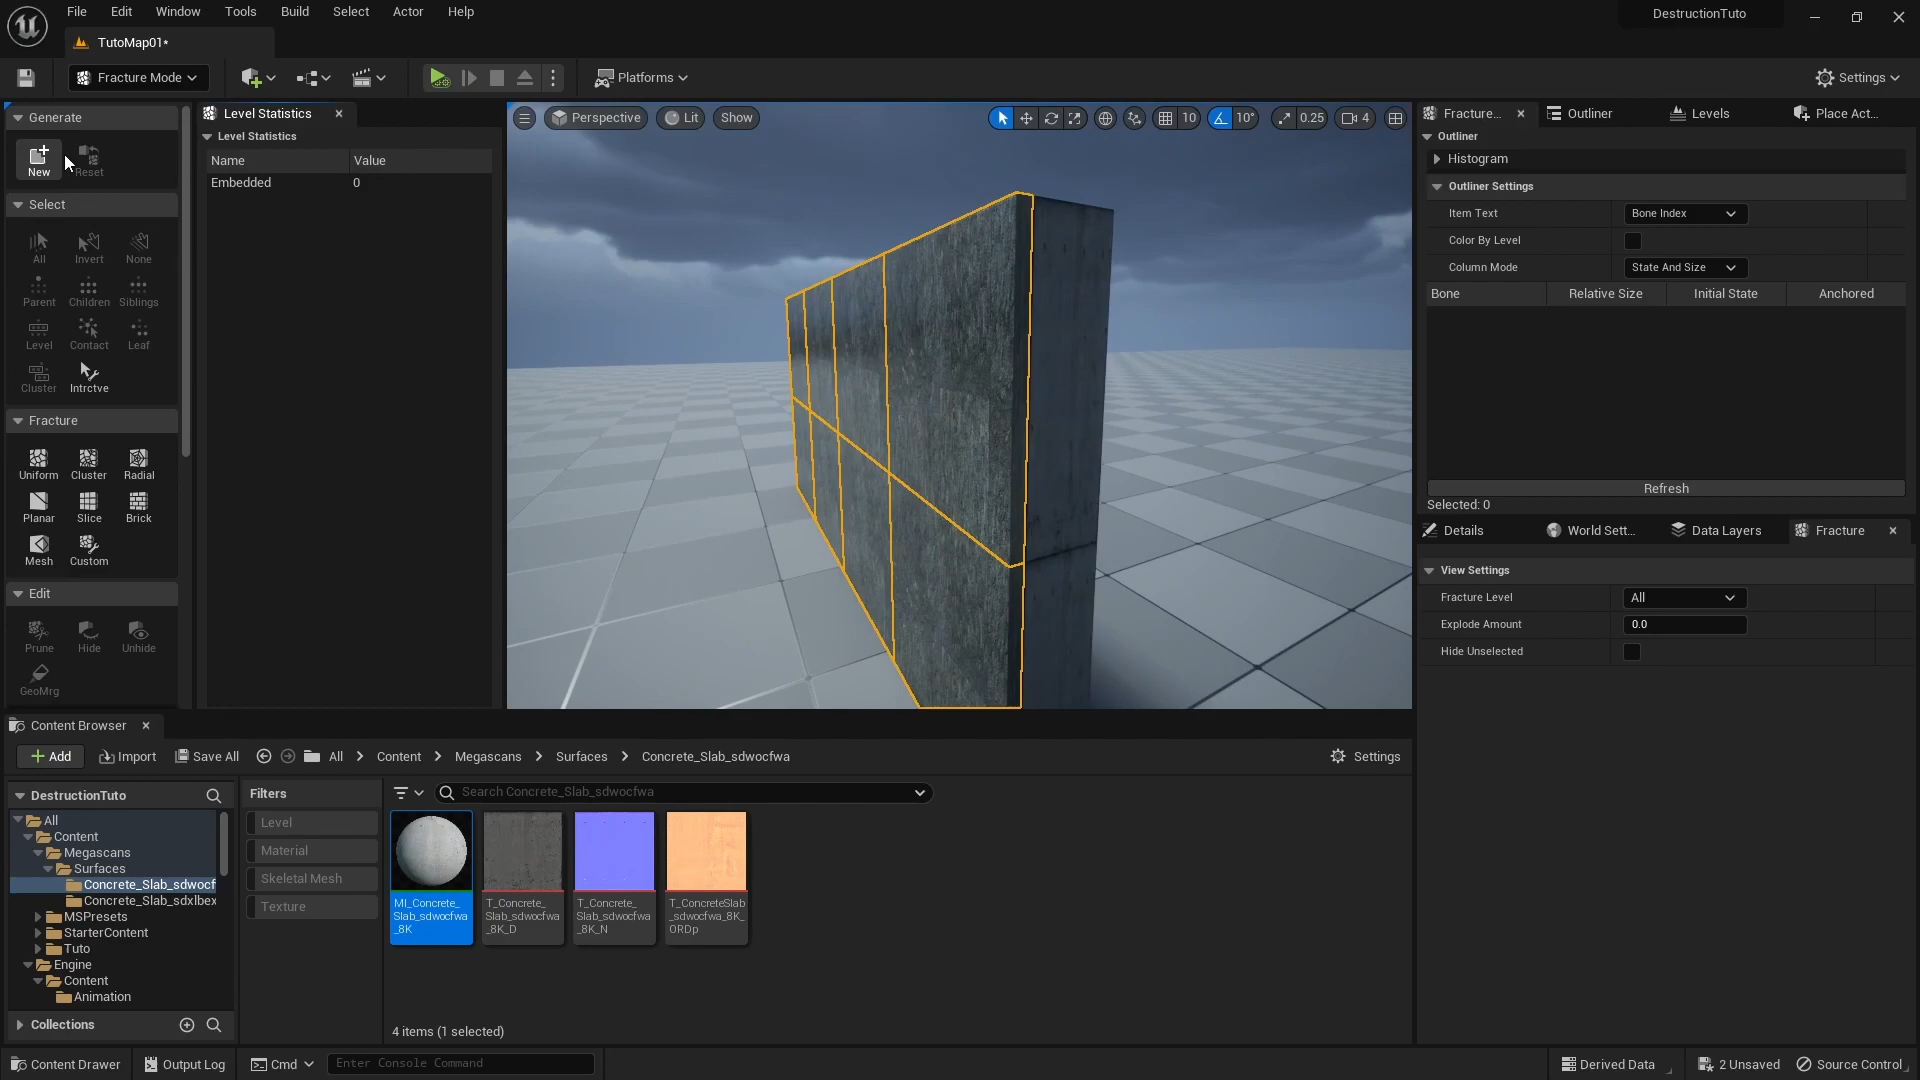 File Edit Window Tools Build Select Actor Help
DestructionTuto
TutoMap01*
Fracture Mode
Platforms
Settings
Generate
New
Reset
Select
All Invert None
Parent Children Siblings
Level Contact Leaf
Cluster Intrctve
Fracture
Uniform Cluster Radial
Planar Slice Brick
Mesh Custom
Edit
Prune Hide Unhide
GeoMrg
Level Statistics
Level Statistics
Name Value
Embedded 0
Perspective Lit Show
10 10° 0.25 4
Fracture... Outliner Levels Place Act...
Outliner
Histogram
Outliner Settings
Item Text Bone Index
Color By Level
Column Mode State And Size
Bone Relative Size Initial State Anchored
Refresh
Selected: 0
Details World Sett... Data Layers Fracture
View Settings
Fracture Level All
Explode Amount 0.0
Hide Unselected
Content Browser
Add Import Save All All Content Megascans Surfaces Concrete_Slab_sdwocfwa
Settings
DestructionTuto
All
Content
Megascans
Surfaces
Concrete_Slab_sdwocf
Concrete_Slab_sdxlbex
MSPresets
StarterContent
Tuto
Engine
Content
Animation
Collections
Filters
Level
Material
Skeletal Mesh
Texture
Search Concrete_Slab_sdwocfwa
MI_Concrete_
Slab_sdwocfwa
_8K
T_Concrete_
Slab_sdwocfwa
_8K_D
T_Concrete_
Slab_sdwocfwa
_8K_N
T_ConcreteSlab
_sdwocfwa_8K_
ORDp
4 items (1 selected)
Content Drawer Output Log Cmd Enter Console Command
Derived Data 2 Unsaved Source Control